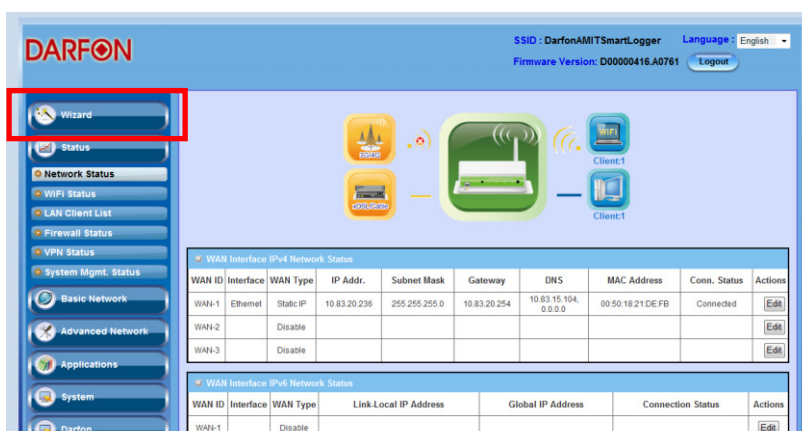 DARFON
SSID : DarfonAMITSmartLogger Language : English
Firmware Version: D00000416.A0761 Logout
Wizard
Status
Network Status
WiFi Status
LAN Client List
Firewall Status
VPN Status
System Mgmt. Status
Basic Network
Advanced Network
Applications
System
Darfon
3G/4G
WiFi
Client:1
xDSL/Cable
Client:1
WAN Interface IPv4 Network Status
WAN ID Interface WAN Type IP Addr. Subnet Mask Gateway DNS MAC Address Conn. Status Actions
WAN-1 Ethernet Static IP 10.83.20.236 255.255.255.0 10.83.20.254 10.83.15.104, 0.0.0.0 00:50:18:21:DE:FB Connected Edit
WAN-2 Disable Edit
WAN-3 Disable Edit
WAN Interface IPv6 Network Status
WAN ID Interface WAN Type Link-Local IP Address Global IP Address Connection Status Actions
WAN-1 Disable Edit